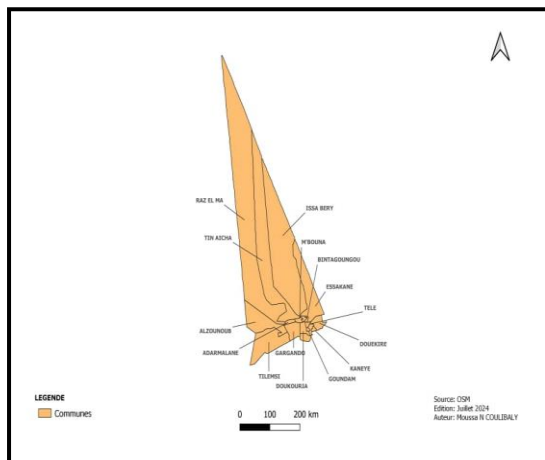 RAZ EL MA
ISSA BERY
TIN AICHA
M'BOUNA
BINTAGOUNGOU
ESSAKANE
TELE
ALZOUNOUB
DOUEKIRE
ADARMALANE
GARGANDO
KANEYE
TILEMSI
GOUNDAM
DOUKOURIA
LEGENDE
Communes
0 100 200 km
Source: OSM
Edition: Juillet 2024
Auteur: Moussa N COULIBALY